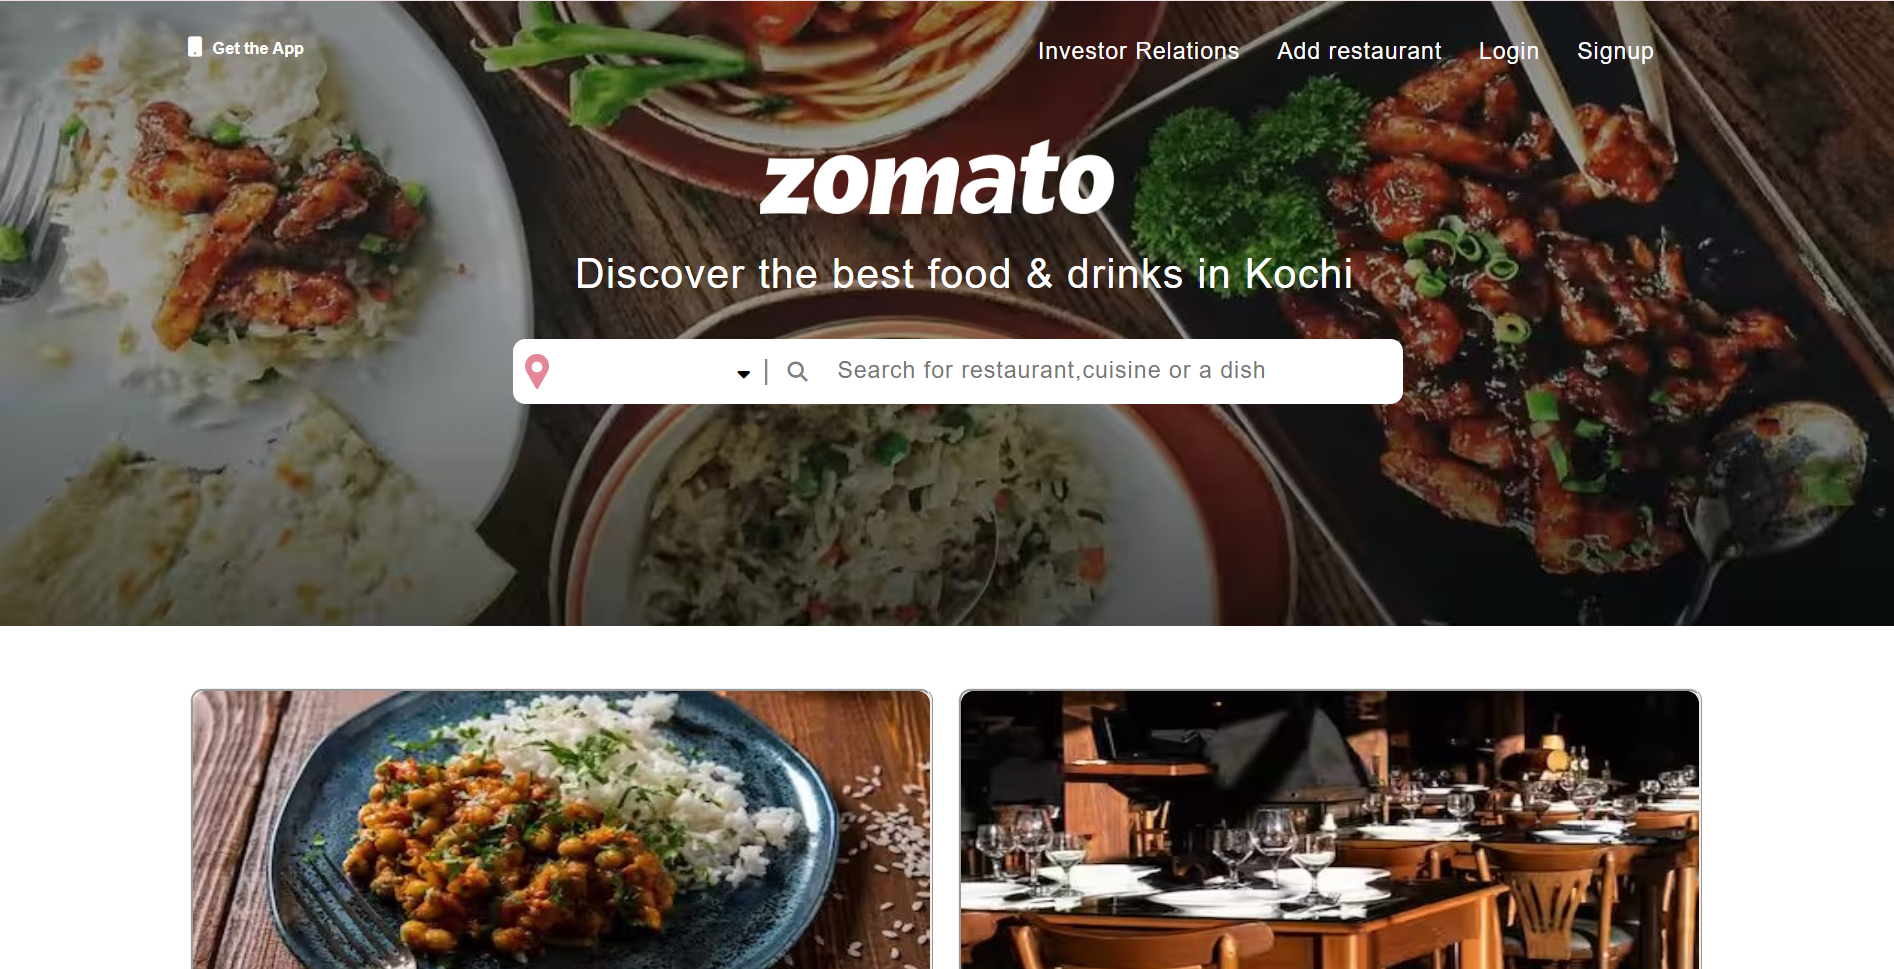 Get the App
Investor Relations Add restaurant Login Signup
zomato
Discover the best food & drinks in Kochi
| Search for restaurant,cuisine or a dish